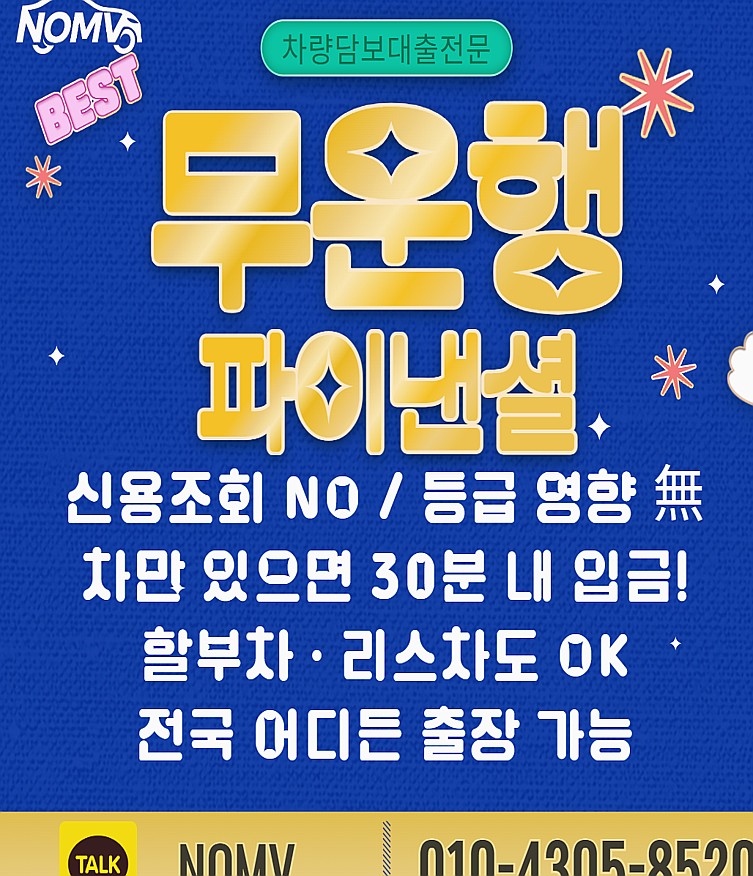 NOMV
차량담보대출전문
BEST
무운행
파이낸셜
신용조회 NO / 등급 영향 無
차만 있으면 30분 내 입금!
할부차 · 리스차도 OK
전국 어디든 출장 가능
TALK NOMV 010-4305-8520